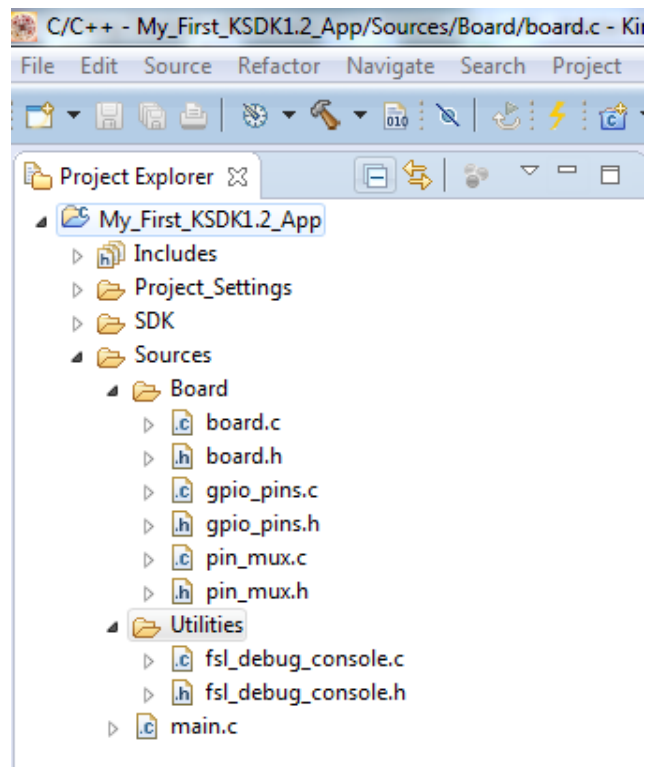 C/C++ - My_First_KSDK1.2_App/Sources/Board/board.c - Ki
File Edit Source Refactor Navigate Search Project
010
Project Explorer
My_First_KSDK1.2_App
Includes
Project_Settings
SDK
Sources
Board
.c board.c
.h board.h
.c gpio_pins.c
.h gpio_pins.h
.c pin_mux.c
.h pin_mux.h
Utilities
.c fsl_debug_console.c
.h fsl_debug_console.h
.c main.c